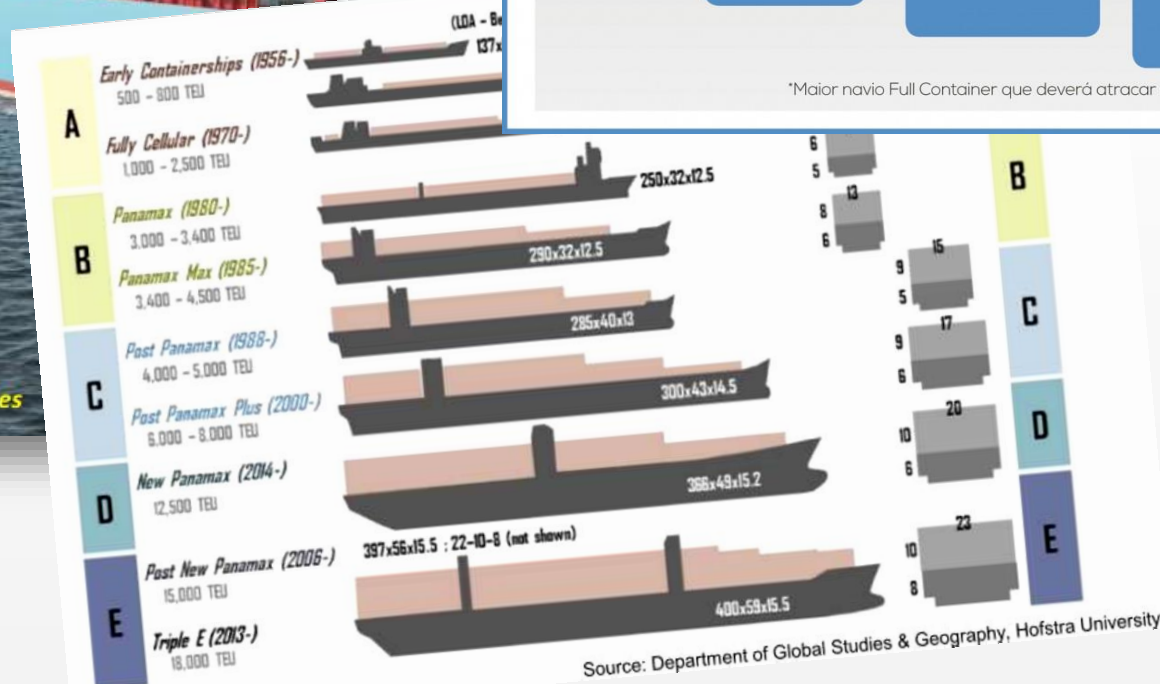 (LOA - Be
*Maior navio Full Container que deverá atracar
A
Early Containerships (1956-)
500 - 800 TEU
137x
Fully Cellular (1970-)
1,000 - 2,500 TEU
B
Panamax (1980-)
3,000 - 3,400 TEU
250x32x12.5
Panamax Max (1985-)
3,400 - 4,500 TEU
290x32x12.5
C
Post Panamax (1988-)
4,000 - 5,000 TEU
285x40x13
Post Panamax Plus (2000-)
6,000 - 8,000 TEU
300x43x14.5
D
New Panamax (2014-)
12,500 TEU
366x49x15.2
E
Post New Panamax (2006-)
15,000 TEU
397x56x15.5 ; 22-10-8 (not shown)
Triple E (2013-)
18,000 TEU
400x59x15.5
6
5
13
8
6
15
9
5
17
9
6
20
10
6
23
10
8
B
C
D
E
es
Source: Department of Global Studies & Geography, Hofstra University